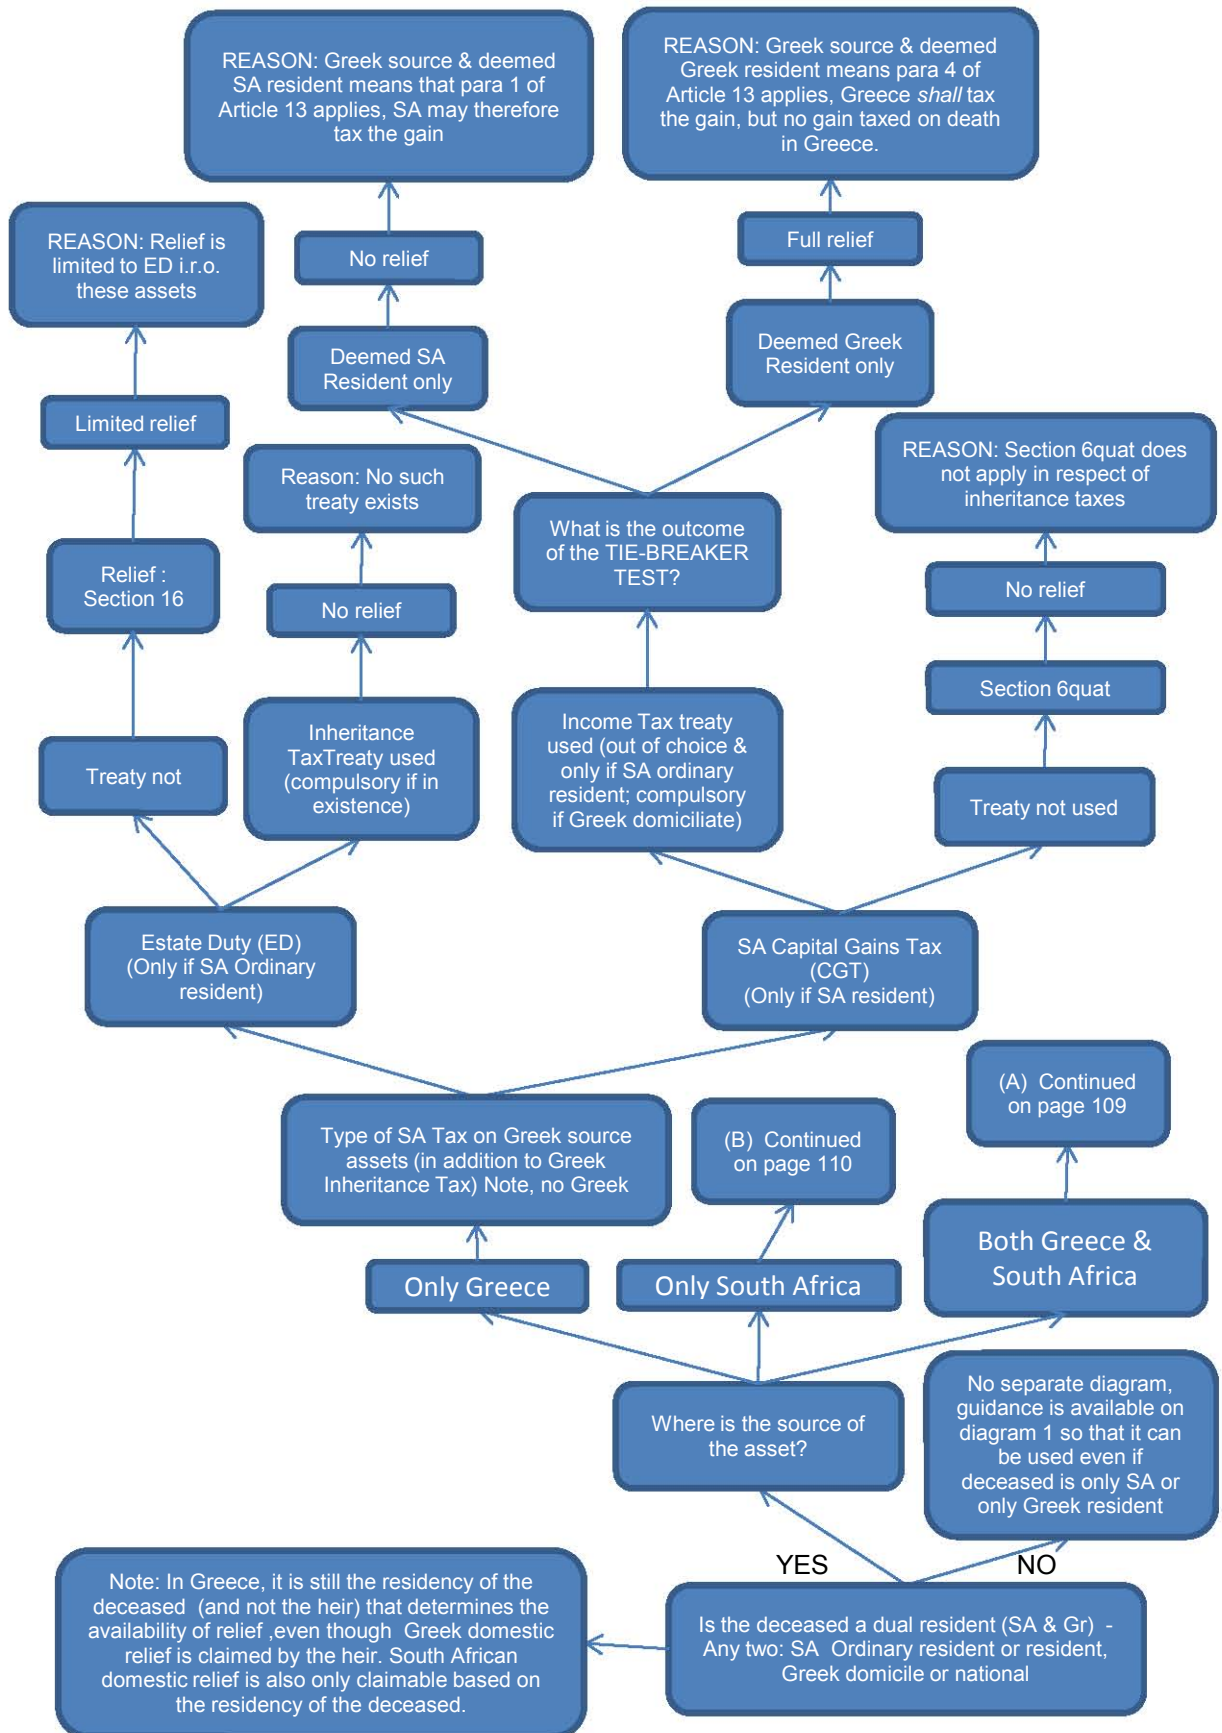 REASON: Greek source & deemed
SA resident means that para 1 of
Article 13 applies, SA may therefore
tax the gain
REASON: Greek source & deemed
Greek resident means para 4 of
Article 13 applies, Greece shall tax
the gain, but no gain taxed on death
in Greece.
REASON: Relief is
limited to ED i.r.o.
these assets
No relief
Full relief
Deemed SA
Resident only
Deemed Greek
Resident only
Limited relief
Reason: No such
treaty exists
REASON: Section 6quat does
not apply in respect of
inheritance taxes
What is the outcome
of the TIE-BREAKER
TEST?
Relief :
Section 16
No relief
No relief
Section 6quat
Treaty not
Inheritance
TaxTreaty used
(compulsory if in
existence)
Income Tax treaty
used (out of choice &
only if SA ordinary
resident; compulsory
if Greek domiciliate)
Treaty not used
Estate Duty (ED)
(Only if SA Ordinary
resident)
SA Capital Gains Tax
(CGT)
(Only if SA resident)
(A) Continued
on page 109
Type of SA Tax on Greek source
assets (in addition to Greek
Inheritance Tax) Note, no Greek
(B) Continued
on page 110
Only Greece
Only South Africa
Both Greece &
South Africa
Where is the source of
the asset?
No separate diagram,
guidance is available on
diagram 1 so that it can
be used even if
deceased is only SA or
only Greek resident
YES
NO
Note: In Greece, it is still the residency of the
deceased (and not the heir) that determines the
availability of relief ,even though Greek domestic
relief is claimed by the heir. South African
domestic relief is also only claimable based on
the residency of the deceased.
Is the deceased a dual resident (SA & Gr) -
Any two: SA Ordinary resident or resident,
Greek domicile or national